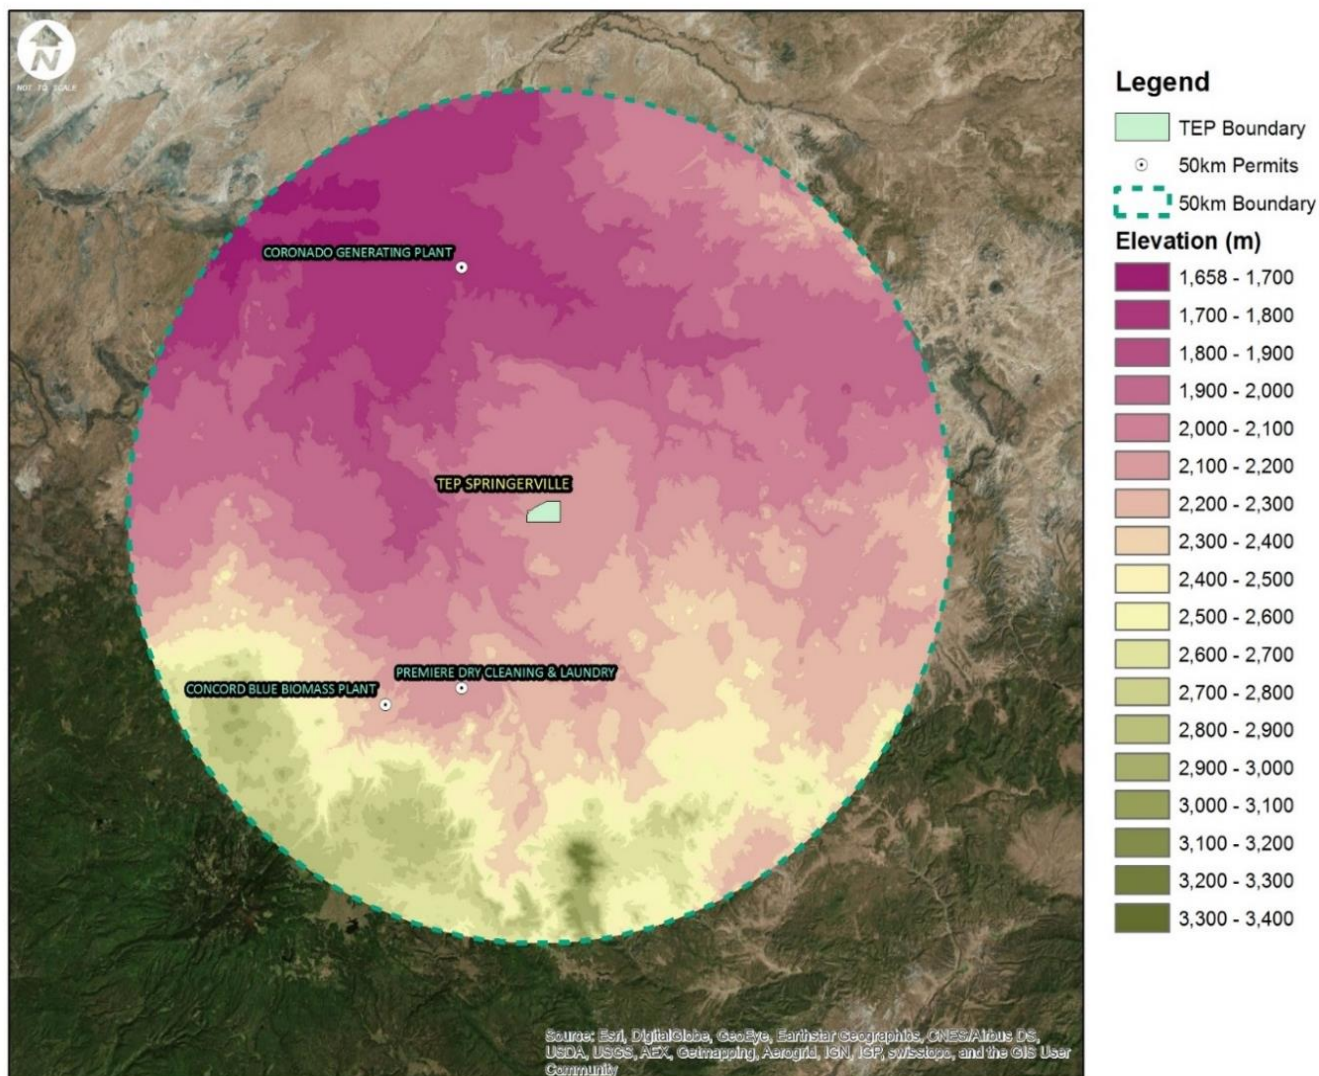 N
NOT TO SCALE
CORONADO GENERATING PLANT
TEP SPRINGERVILLE
PREMIERE DRY CLEANING & LAUNDRY
CONCORD BLUE BIOMASS PLANT
Source: Esri, DigitalGlobe, GeoEye, Earthstar Geographics, CNES/Airbus DS,
USDA, USGS, AEX, Getmapping, Aerogrid, IGN, IGP, swisstopo, and the GIS User
Community
Legend
TEP Boundary
50km Permits
50km Boundary
Elevation (m)
1,658 - 1,700
1,700 - 1,800
1,800 - 1,900
1,900 - 2,000
2,000 - 2,100
2,100 - 2,200
2,200 - 2,300
2,300 - 2,400
2,400 - 2,500
2,500 - 2,600
2,600 - 2,700
2,700 - 2,800
2,800 - 2,900
2,900 - 3,000
3,000 - 3,100
3,100 - 3,200
3,200 - 3,300
3,300 - 3,400